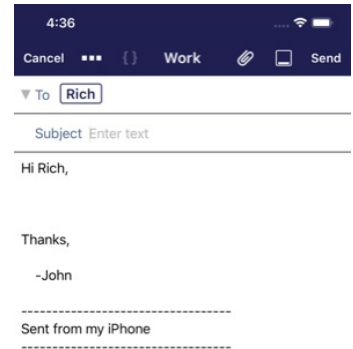 4:36
Cancel ••• { } Work Send
To Rich
Subject Enter text
Hi Rich,
Thanks,
-John
----------------------------------
Sent from my iPhone
----------------------------------